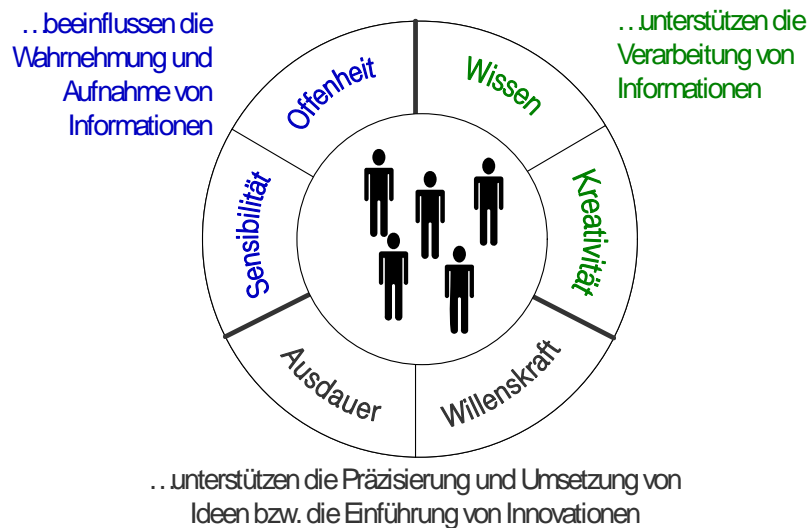 …beeinflussen die
Wahrnehmung und
Aufnahme von
Informationen
…unterstützen die
Verarbeitung von
Informationen
Offenheit
Wissen
Sensibilität
Kreativität
Ausdauer
Willenskraft
…unterstützen die Präzisierung und Umsetzung von
Ideen bzw. die Einführung von Innovationen